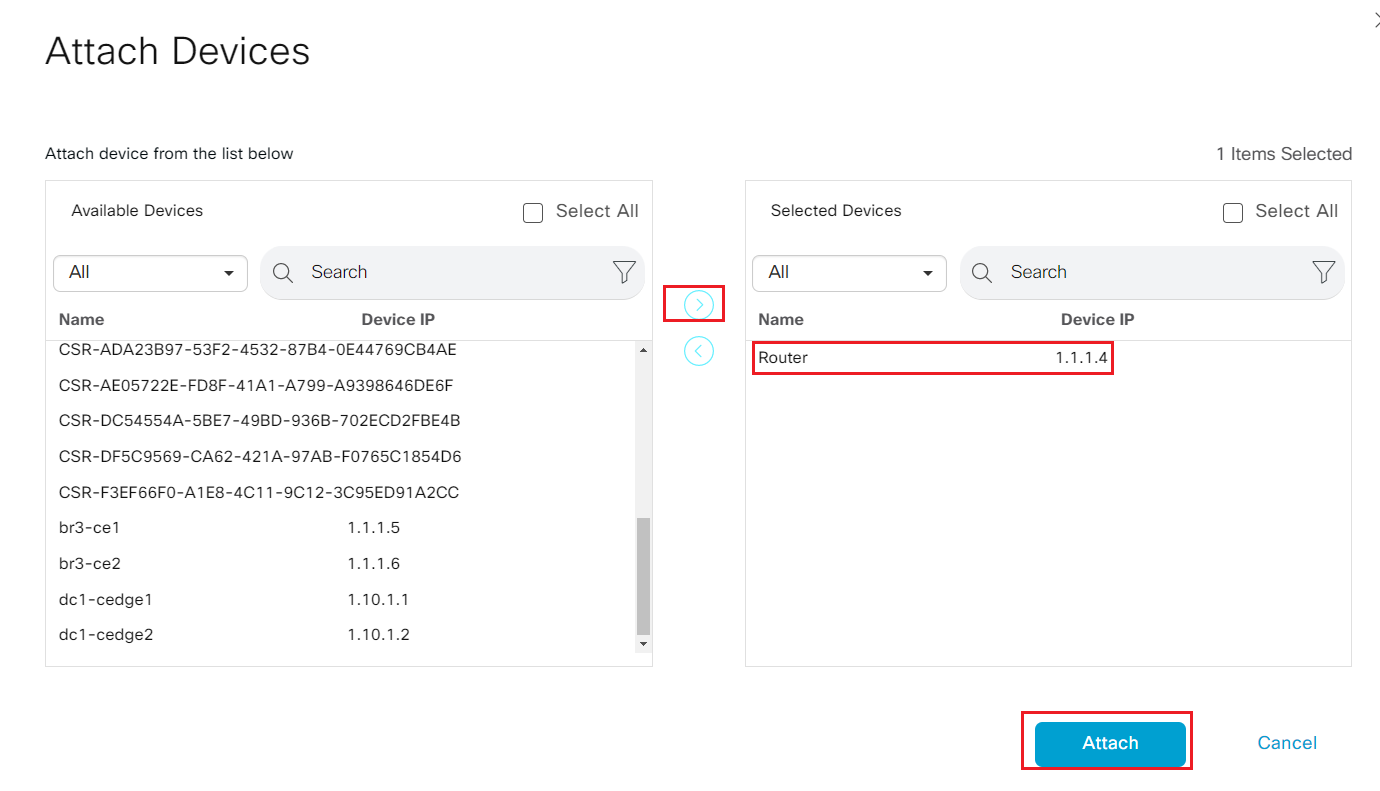 Attach Devices
Attach device from the list below
1 Items Selected
Available Devices
Select All
All
Search
Name Device IP
CSR-ADA23B97-53F2-4532-87B4-0E44769CB4AE
CSR-AE05722E-FD8F-41A1-A799-A9398646DE6F
CSR-DC54554A-5BE7-49BD-936B-702ECD2FBE4B
CSR-DF5C9569-CA62-421A-97AB-F0765C1854D6
CSR-F3EF66F0-A1E8-4C11-9C12-3C95ED91A2CC
br3-ce1 1.1.1.5
br3-ce2 1.1.1.6
dc1-cedge1 1.10.1.1
dc1-cedge2 1.10.1.2
Selected Devices
Select All
All
Search
Name Device IP
Router 1.1.1.4
Attach
Cancel